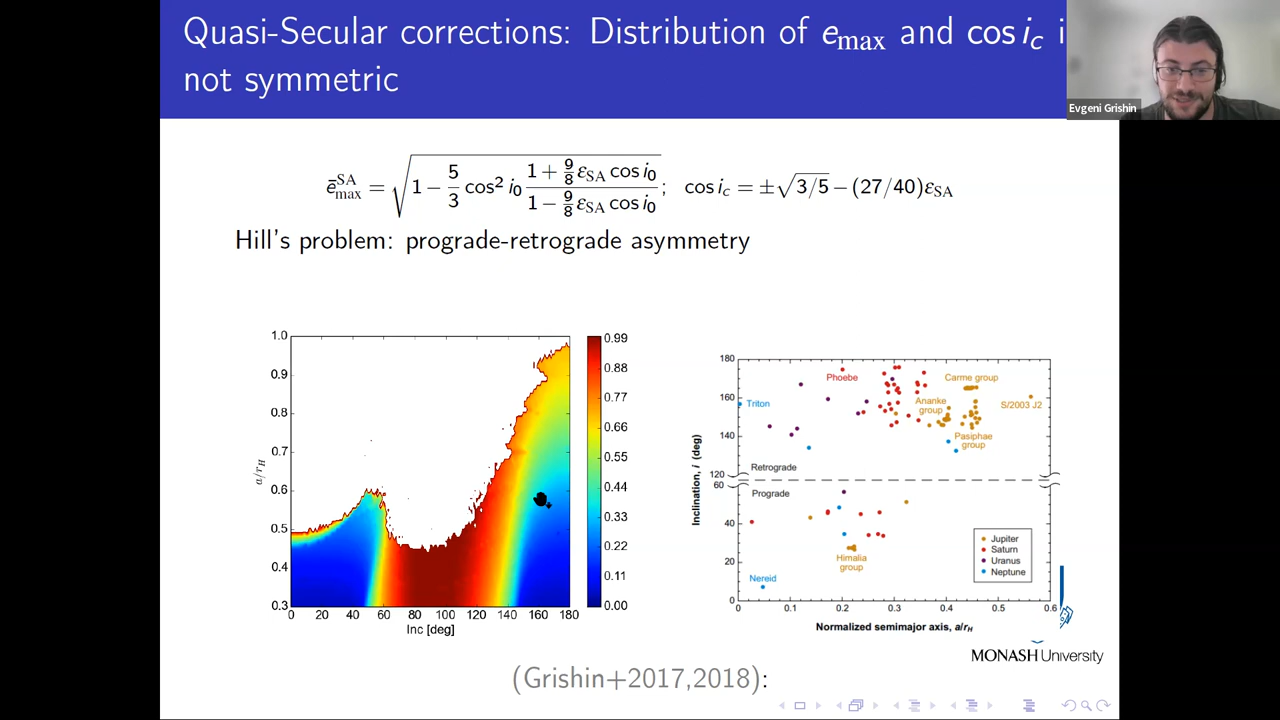 Quasi-Secular corrections: Distribution of e_max and cos i_c i
not symmetric
Evgeni Grishin
ē_max^SA = √(1 − 5/3 cos² i₀ (1 + 9/8 ε_SA cos i₀)/(1 − 9/8 ε_SA cos i₀)); cos i_c = ±√(3/5) − (27/40)ε_SA
Hill's problem: prograde-retrograde asymmetry
1.0
0.9
0.8
0.7
0.6
0.5
0.4
0.3
a/r_H
0 20 40 60 80 100 120 140 160 180
Inc [deg]
0.99
0.88
0.77
0.66
0.55
0.44
0.33
0.22
0.11
0.00
180
160
140
120
60
40
20
0
Inclination, i (deg)
Phoebe
Carme group
Triton
Ananke
group
S/2003 J2
Pasiphae
group
Retrograde
Prograde
Himalia
group
Nereid
Jupiter
Saturn
Uranus
Neptune
0 0.1 0.2 0.3 0.4 0.5 0.6
Normalized semimajor axis, a/r_H
MONASH University
(Grishin+2017,2018):